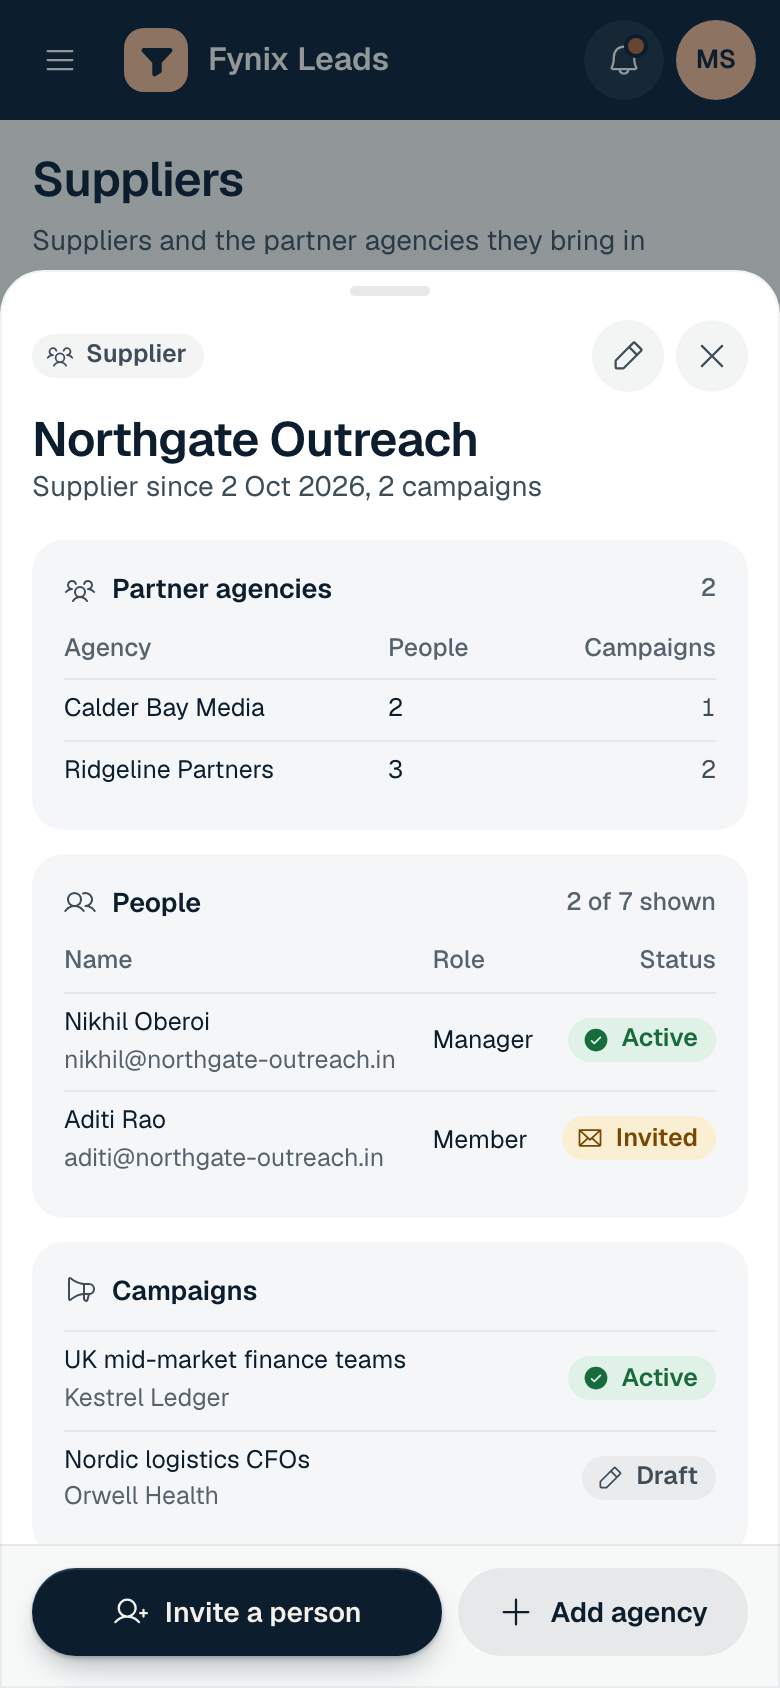 Fynix Leads
MS
Suppliers
Suppliers and the partner agencies they bring in
Supplier
Northgate Outreach
Supplier since 2 Oct 2026, 2 campaigns
Partner agencies 2
Agency People Campaigns
Calder Bay Media 2 1
Ridgeline Partners 3 2
People 2 of 7 shown
Name Role Status
Nikhil Oberoi
nikhil@northgate-outreach.in
Manager Active
Aditi Rao
aditi@northgate-outreach.in
Member Invited
Campaigns
UK mid-market finance teams
Kestrel Ledger
Active
Nordic logistics CFOs
Orwell Health
Draft
Invite a person
Add agency